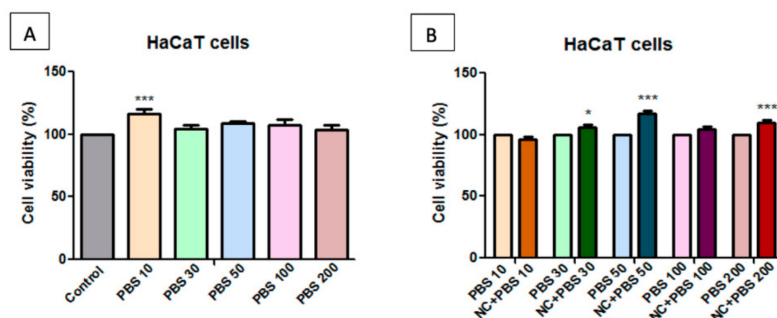 A
HaCaT cells
Cell viability (%)
150
100
50
0
***
Control
PBS 10
PBS 30
PBS 50
PBS 100
PBS 200
B
HaCaT cells
Cell viability (%)
150
100
50
0
*
***
***
PBS 10
NC+PBS 10
PBS 30
NC+PBS 30
PBS 50
NC+PBS 50
PBS 100
NC+PBS 100
PBS 200
NC+PBS 200